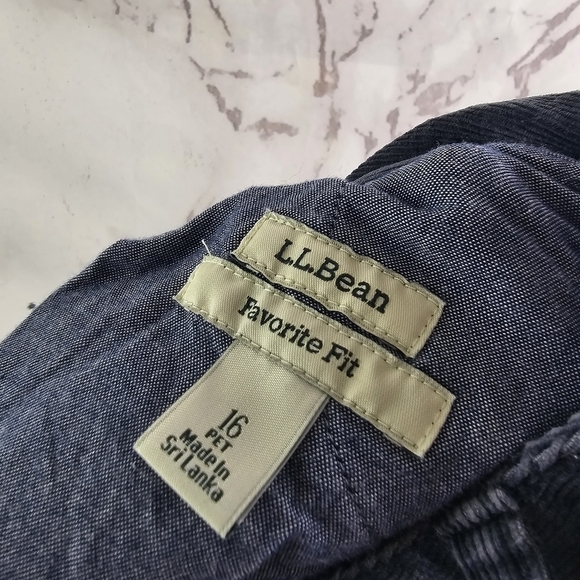 L.L.Bean
Favorite Fit
16
PET
Made In
Sri Lanka